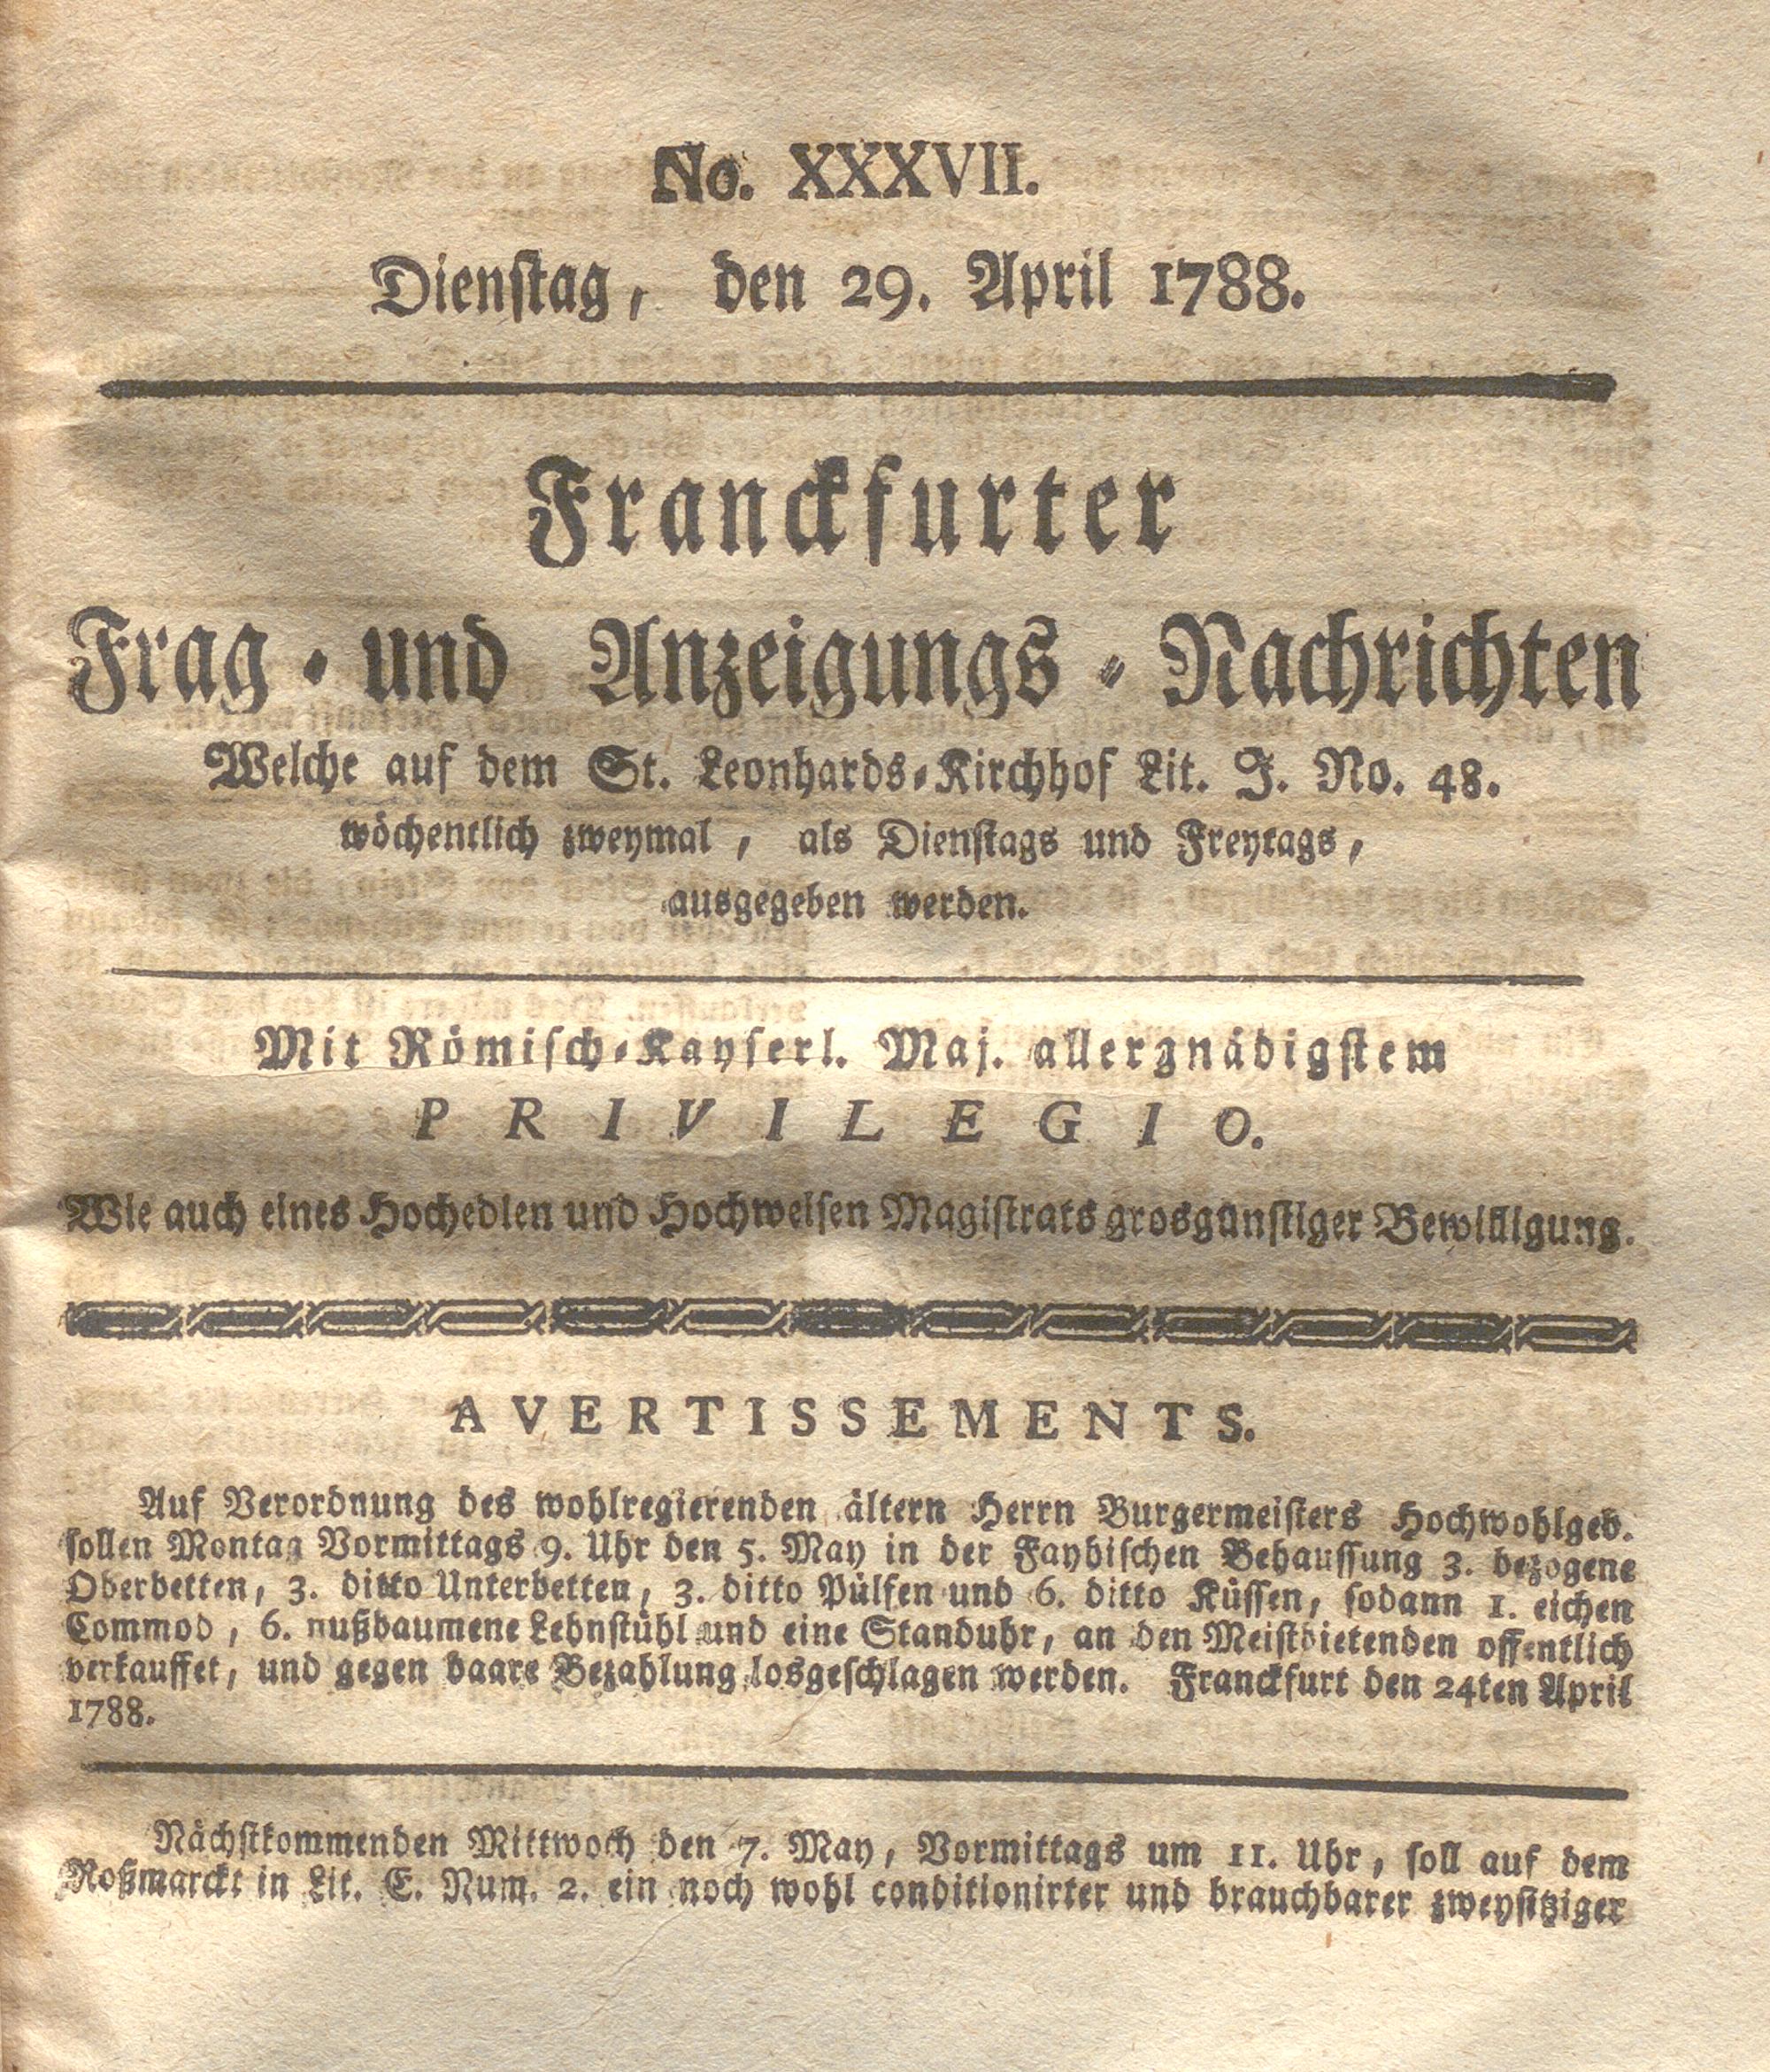 No. XXXVII.
Dienstag, den 29. April 1788.
Franckfurter
Frag- und Anzeigungs-Nachrichten
Welche auf dem St. Leonhards-Kirchhof Lit. J. No. 48.
wöchentlich zweymal, als Dienstags und Freytags,
ausgegeben werden.
Mit Römisch-Kayserl. Maj. allergnädigstem
PRIVILEGIO.
Wie auch eines Hochedlen und Hochweisen Magistrats grosgünstiger Bewilligung.
AVERTISSEMENTS.
Auf Verordnung des wohlregierenden ältern Herrn Burgermeisters Hochwohlgeb.
sollen Montag Vormittags 9. Uhr den 5. May in der Faydischen Behaussung 3. bezogene
Oberbetten, 3. ditto Unterbetten, 3. ditto Pülfen und 6. ditto Küssen, sodann 1. eichen
Commod, 6. nußbaumene Lehnstühl und eine Standuhr, an den Meistbietenden offentlich
verkauffet, und gegen baare Bezahlung losgeschlagen werden. Franckfurt den 24ten April
1788.
Nächstkommenden Mittwoch den 7. May, Vormittags um 11. Uhr, soll auf dem
Roßmarckt in Lit. E. Num. 2. ein noch wohl conditionirter und brauchbarer zweysitziger